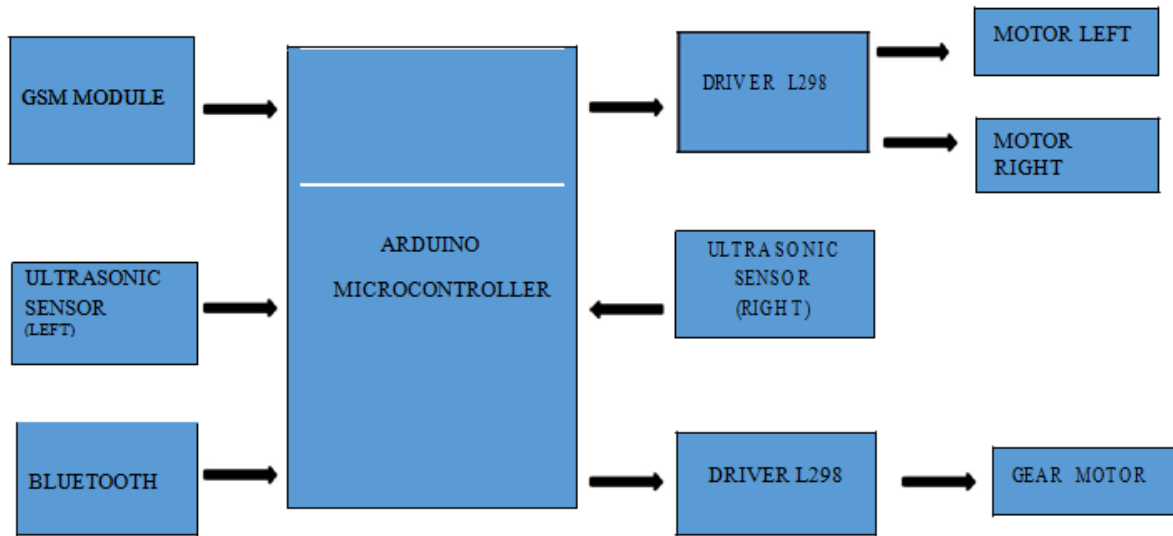 GSM MODULE
ULTRASONIC
SENSOR
(LEFT)
BLUETOOTH
ARDUINO
MICROCONTROLLER
DRIVER L298
ULTRASONIC
SENSOR
(RIGHT)
DRIVER L298
MOTOR LEFT
MOTOR
RIGHT
GEAR MOTOR